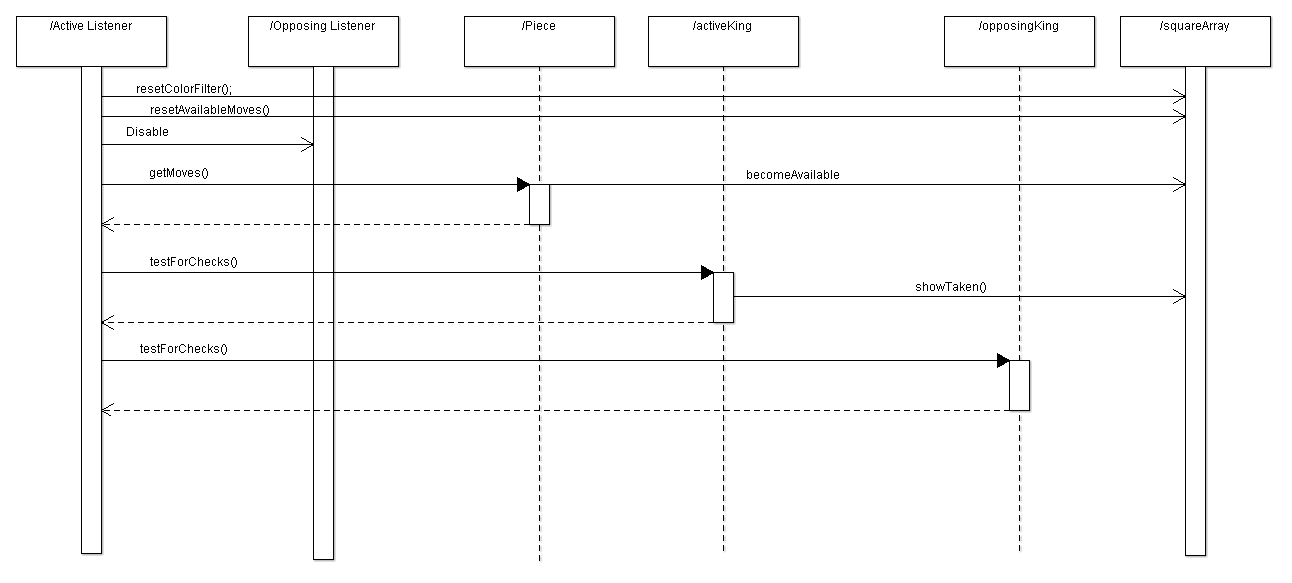 /Active Listener
/Opposing Listener
/Piece
/activeKing
/opposingKing
/squareArray
resetColorFilter();
resetAvailableMoves()
Disable
getMoves()
becomeAvailable
testForChecks()
showTaken()
testForChecks()